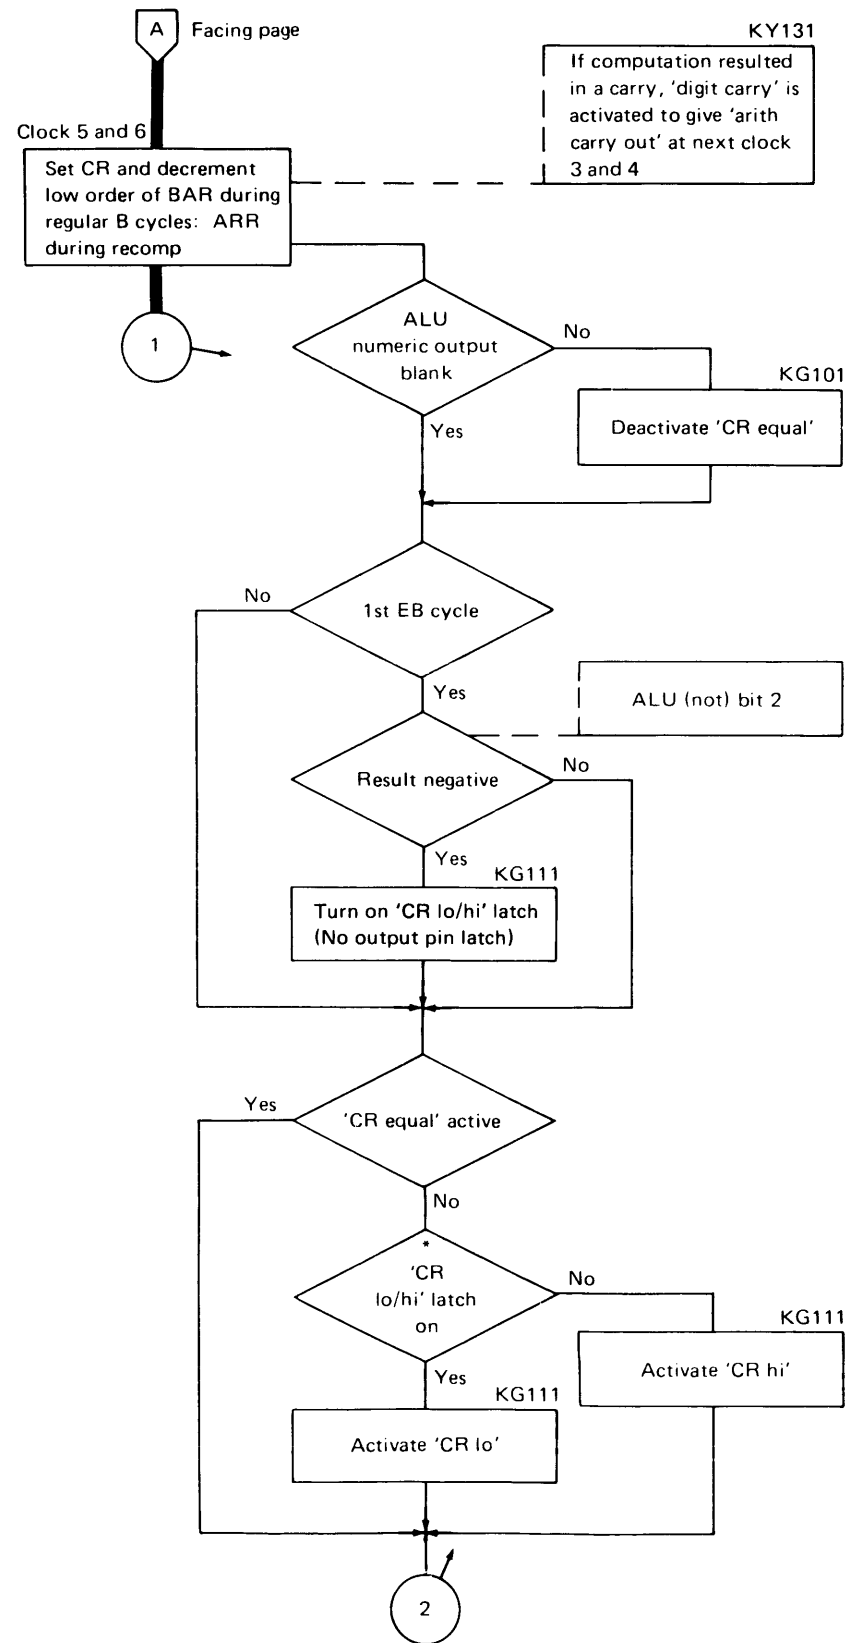 A
Facing page
KY131
If computation resulted
in a carry, 'digit carry' is
activated to give 'arith
carry out' at next clock
3 and 4
Clock 5 and 6
Set CR and decrement
low order of BAR during
regular B cycles: ARR
during recomp
1
ALU
numeric output
blank
No
KG101
Deactivate 'CR equal'
Yes
No
1st EB cycle
Yes
ALU (not) bit 2
Result negative
No
Yes
KG111
Turn on 'CR lo/hi' latch
(No output pin latch)
Yes
'CR equal' active
No
*
'CR
lo/hi' latch
on
No
KG111
Activate 'CR hi'
Yes
KG111
Activate 'CR lo'
2